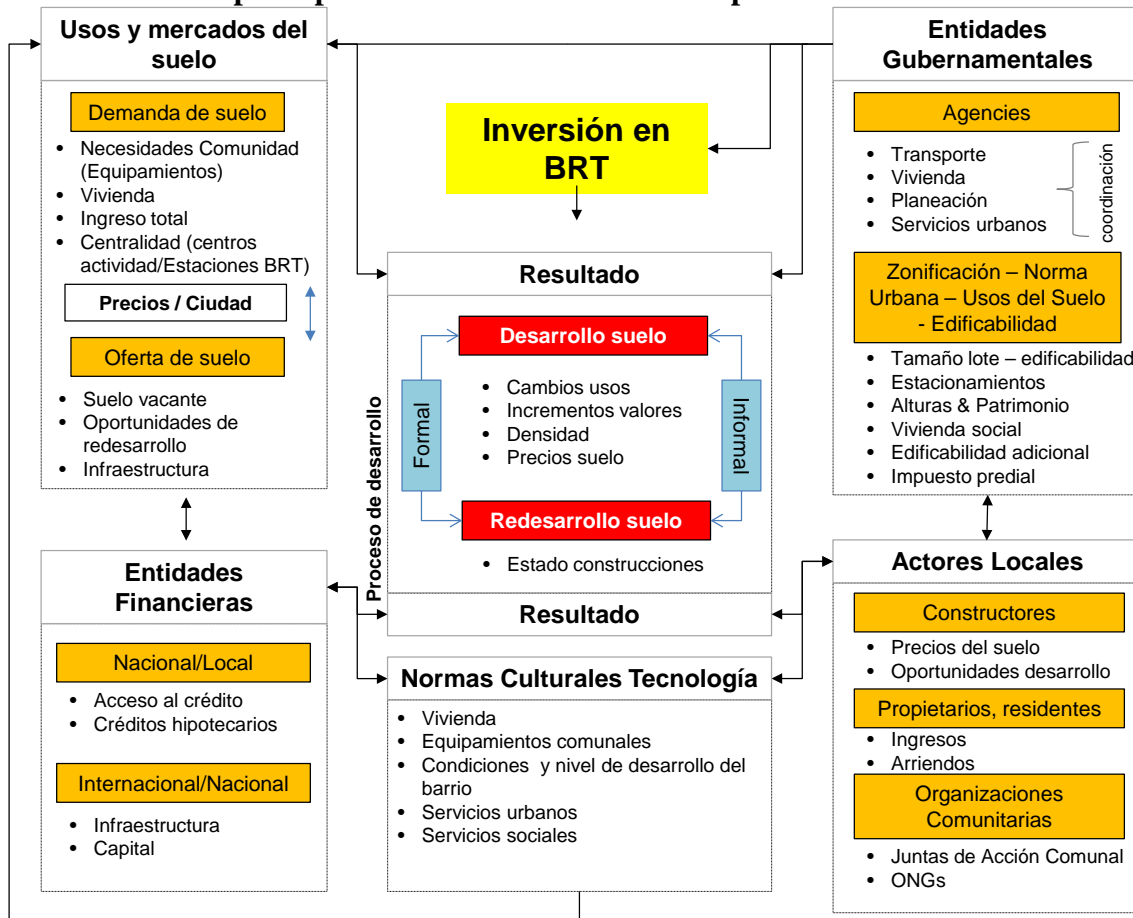 Usos y mercados del
suelo
Demanda de suelo
• Necesidades Comunidad
(Equipamientos)
• Vivienda
• Ingreso total
• Centralidad (centros
actividad/Estaciones BRT)
Precios / Ciudad
Oferta de suelo
• Suelo vacante
• Oportunidades de
redesarrollo
• Infraestructura
Entidades
Financieras
Nacional/Local
• Acceso al crédito
• Créditos hipotecarios
Internacional/Nacional
• Infraestructura
• Capital
Inversión en
BRT
Resultado
Proceso de desarrollo
Desarrollo suelo
Formal
• Cambios usos
• Incrementos valores
• Densidad
• Precios suelo
Informal
Redesarrollo suelo
• Estado construcciones
Resultado
Normas Culturales Tecnología
• Vivienda
• Equipamientos comunales
• Condiciones y nivel de desarrollo del
barrio
• Servicios urbanos
• Servicios sociales
Entidades
Gubernamentales
Agencies
• Transporte
• Vivienda
• Planeación
• Servicios urbanos
coordinación
Zonificación – Norma
Urbana – Usos del Suelo
- Edificabilidad
• Tamaño lote – edificabilidad
• Estacionamientos
• Alturas & Patrimonio
• Vivienda social
• Edificabilidad adicional
• Impuesto predial
Actores Locales
Constructores
• Precios del suelo
• Oportunidades desarrollo
Propietarios, residentes
• Ingresos
• Arriendos
Organizaciones
Comunitarias
• Juntas de Acción Comunal
• ONGs